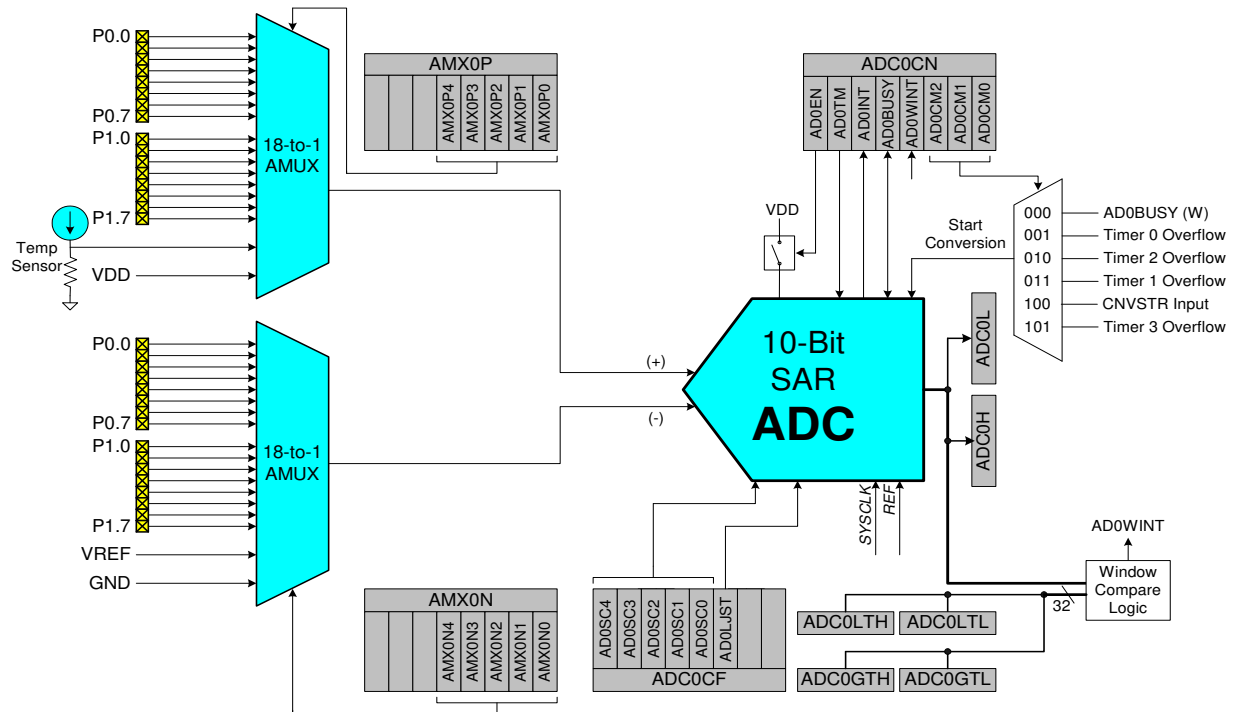 P0.0
P0.7
P1.0
P1.7
18-to-1
AMUX
Temp
Sensor
VDD
AMX0P
AMX0P4
AMX0P3
AMX0P2
AMX0P1
AMX0P0
ADC0CN
AD0EN
AD0TM
AD0INT
AD0BUSY
AD0WINT
AD0CM2
AD0CM1
AD0CM0
VDD
Start
Conversion
000 AD0BUSY (W)
001 Timer 0 Overflow
010 Timer 2 Overflow
011 Timer 1 Overflow
100 CNVSTR Input
101 Timer 3 Overflow
P0.0
P0.7
P1.0
P1.7
VREF
GND
18-to-1
AMUX
(+)
(-)
10-Bit
SAR
ADC
ADC0L
ADC0H
SYSCLK
REF
AMX0N
AMX0N4
AMX0N3
AMX0N2
AMX0N1
AMX0N0
AD0SC4
AD0SC3
AD0SC2
AD0SC1
AD0SC0
AD0LJST
ADC0CF
AD0WINT
Window
Compare
Logic
32
ADC0LTH
ADC0LTL
ADC0GTH
ADC0GTL